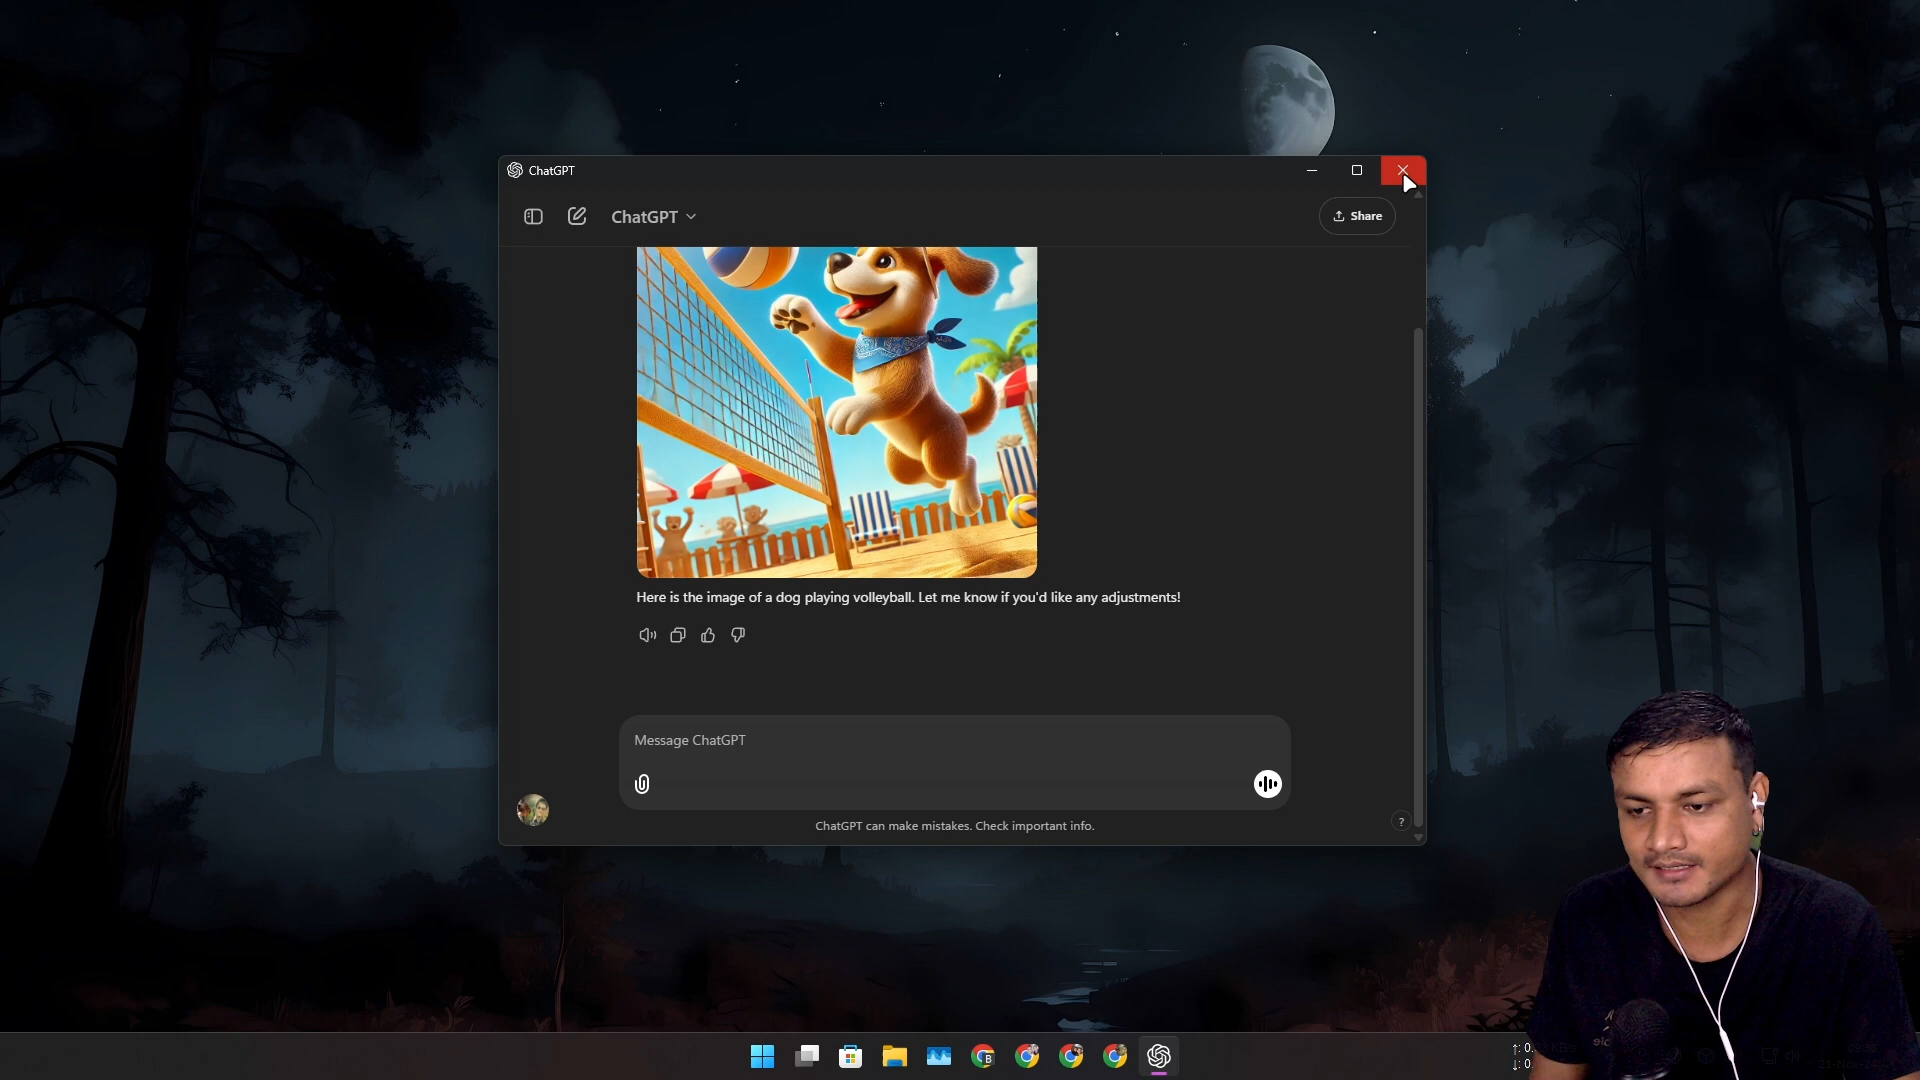 ChatGPT
ChatGPT
Share
Here is the image of a dog playing volleyball. Let me know if you'd like any adjustments!
Message ChatGPT
ChatGPT can make mistakes. Check important info.
?
B